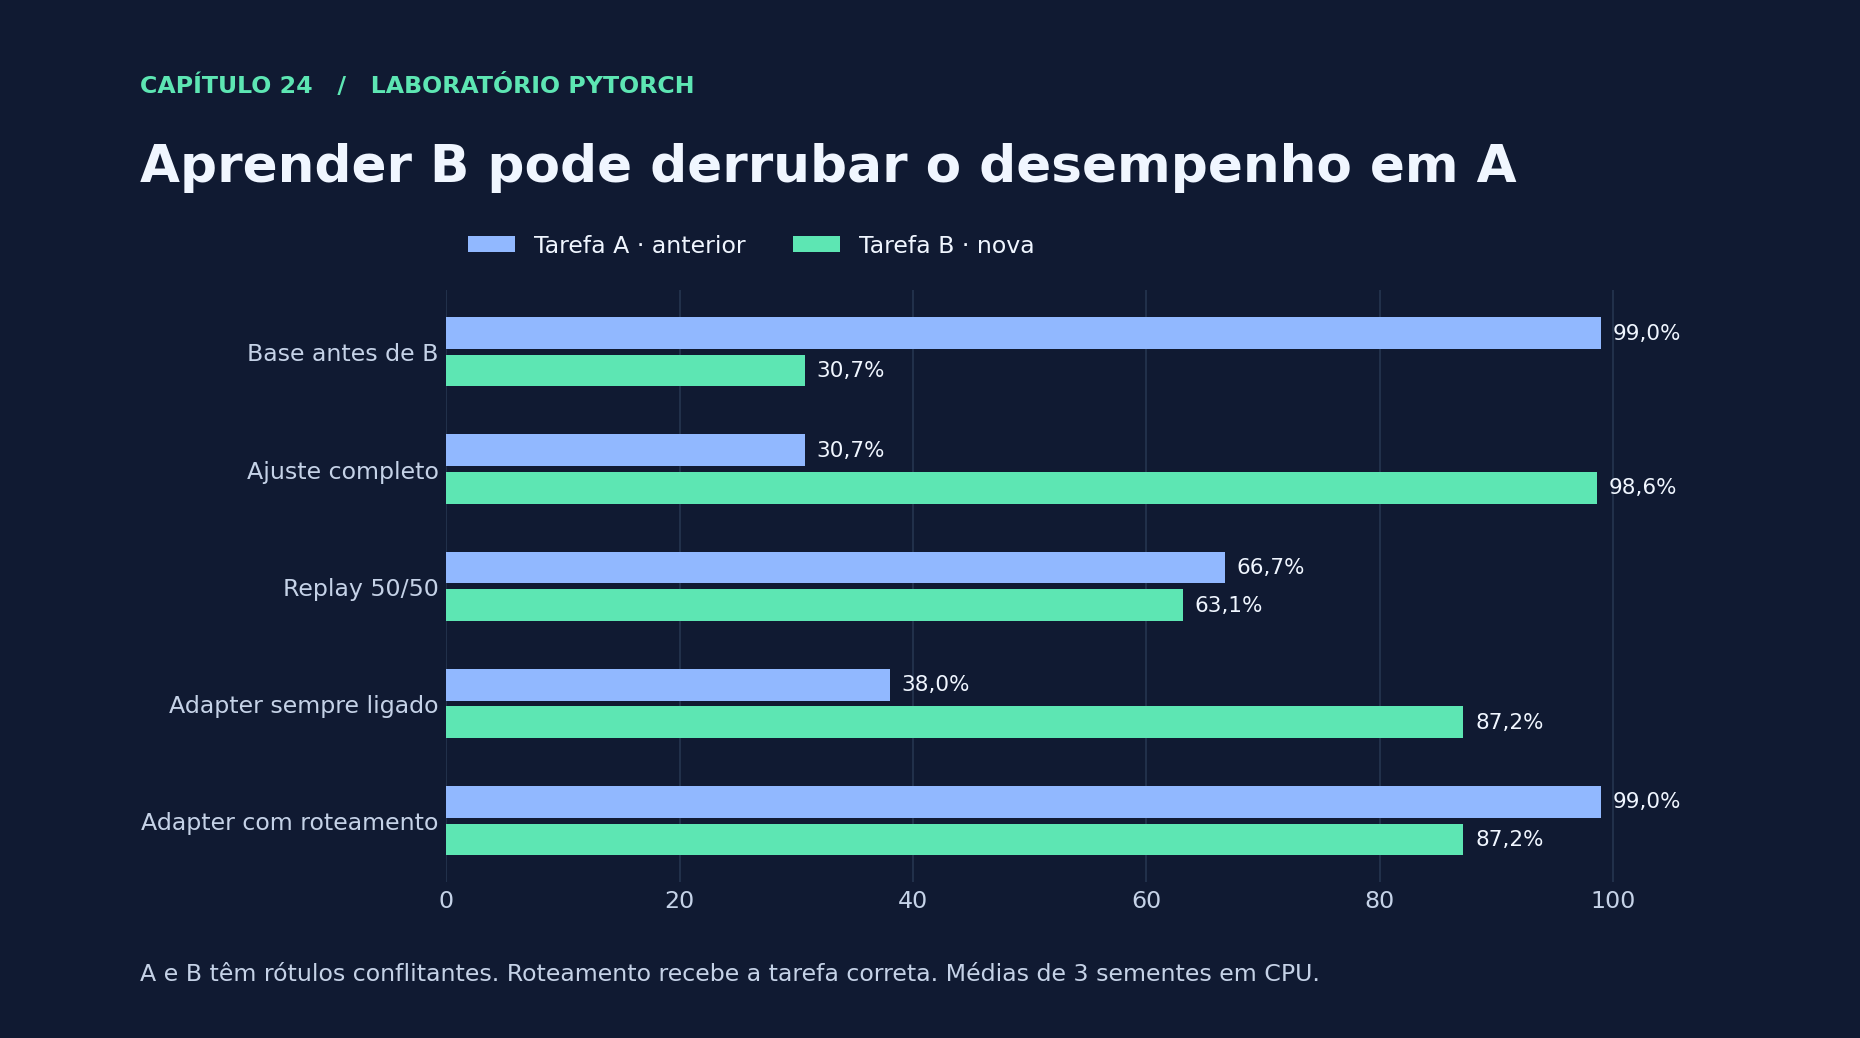 CAPÍTULO 24 / LABORATÓRIO PYTORCH
Aprender B pode derrubar o desempenho em A
Tarefa A · anterior
Tarefa B · nova
Base antes de B
99,0%
30,7%
Ajuste completo
30,7%
98,6%
Replay 50/50
66,7%
63,1%
Adapter sempre ligado
38,0%
87,2%
Adapter com roteamento
99,0%
87,2%
0 20 40 60 80 100
A e B têm rótulos conflitantes. Roteamento recebe a tarefa correta. Médias de 3 sementes em CPU.